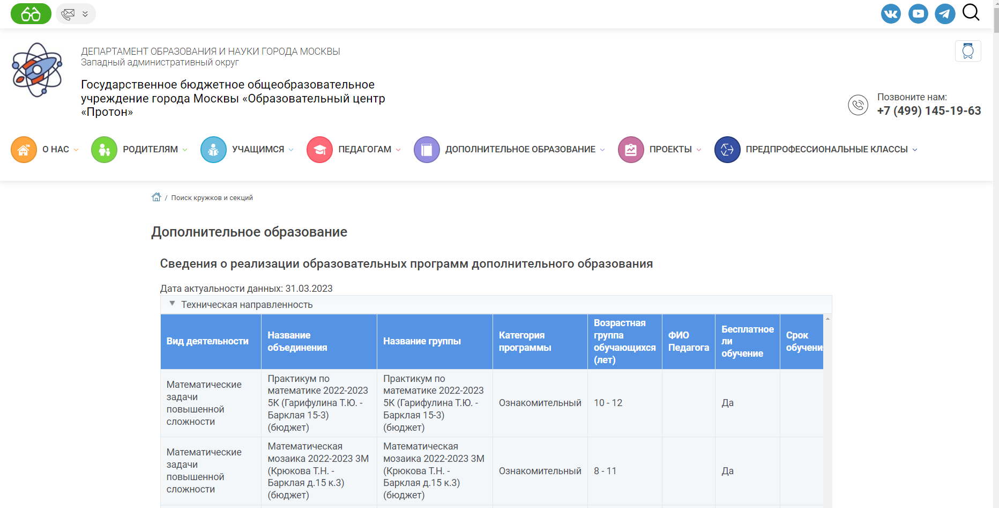 ДЕПАРТАМЕНТ ОБРАЗОВАНИЯ И НАУКИ ГОРОДА МОСКВЫ
Западный административный округ
Государственное бюджетное общеобразовательное
учреждение города Москвы «Образовательный центр
«Протон»
Позвоните нам:
+7 (499) 145-19-63
О НАС
РОДИТЕЛЯМ
УЧАЩИМСЯ
ПЕДАГОГАМ
ДОПОЛНИТЕЛЬНОЕ ОБРАЗОВАНИЕ
ПРОЕКТЫ
ПРЕДПРОФЕССИОНАЛЬНЫЕ КЛАССЫ
/ Поиск кружков и секций
Дополнительное образование
Сведения о реализации образовательных программ дополнительного образования
Дата актуальности данных: 31.03.2023
Техническая направленность
Вид деятельности
Название
объединения
Название группы
Категория
программы
Возрастная
группа
обучающихся
(лет)
ФИО
Педагога
Бесплатное
ли
обучение
Срок
обучения
Математические
задачи
повышенной
сложности
Практикум по
математике 2022-2023
5К (Гарифулина Т.Ю. -
Барклая 15-3)
(бюджет)
Практикум по
математике 2022-2023
5К (Гарифулина Т.Ю. -
Барклая 15-3)
(бюджет)
Ознакомительный
10 - 12
Да
Математические
задачи
повышенной
сложности
Математическая
мозаика 2022-2023 3М
(Крюкова Т.Н. -
Барклая д.15 к.3)
(бюджет)
Математическая
мозаика 2022-2023 3М
(Крюкова Т.Н. -
Барклая д.15 к.3)
(бюджет)
Ознакомительный
8 - 11
Да